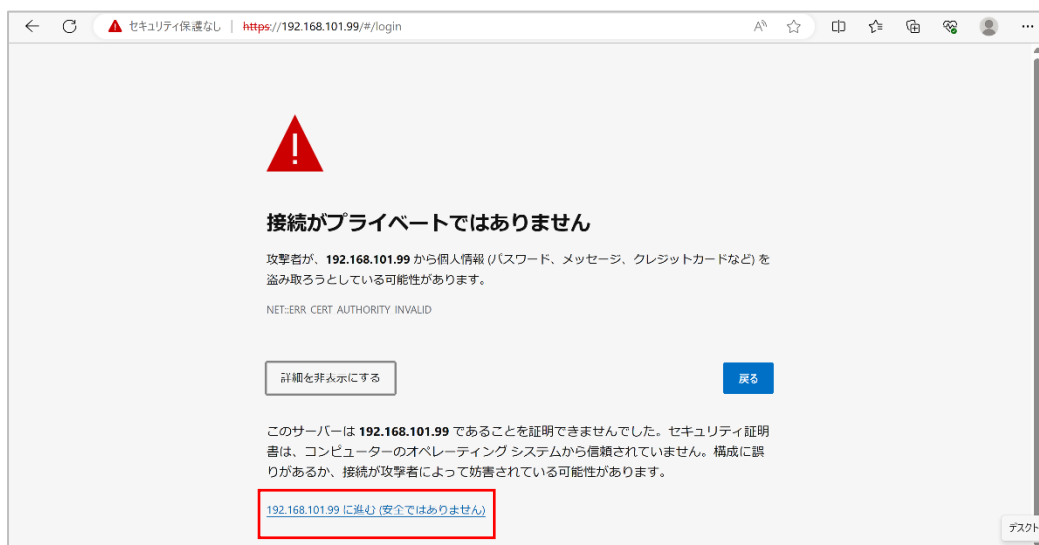 セキュリティ保護なし | https://192.168.101.99/#/login
接続がプライベートではありません
攻撃者が、192.168.101.99 から個人情報 (パスワード、メッセージ、クレジットカードなど) を
盗み取ろうとしている可能性があります。
NET::ERR CERT AUTHORITY INVALID
詳細を非表示にする
戻る
このサーバーは 192.168.101.99 であることを証明できませんでした。セキュリティ証明
書は、コンピューターのオペレーティング システムから信頼されていません。構成に誤
りがあるか、接続が攻撃者によって妨害されている可能性があります。
192.168.101.99 に進む (安全ではありません)
デスクト